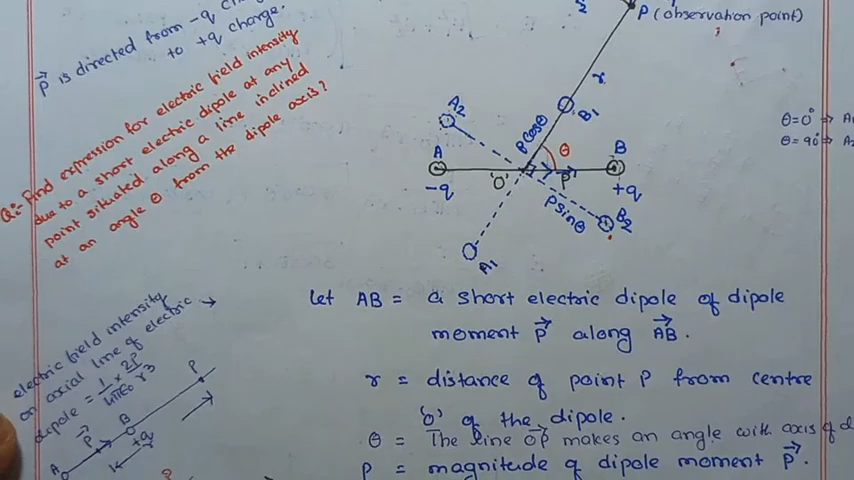 P⃗ is directed from -q
to +q charge.
Q:- Find expression for electric field intensity
due to a short electric dipole at any
point situated along a line inclined
at an angle θ from the dipole axis?
P (observation point)
r
B1
A2
P cosθ
θ
A
B
-q
'O'
P⃗
+q
P sinθ
B2
A1
θ=0° ⇒ A1
θ=90° ⇒ A2
Let AB = a short electric dipole of dipole
moment P⃗ along AB⃗.
r = distance of point P from centre
'O' of the dipole.
θ = The line OP⃗ makes an angle with axis of d
P = magnitude of dipole moment P⃗.
electric field intensity
on axial line of electric →
dipole = 1/4πε0 × 2P/r3
P
B
P⃗
+q
A